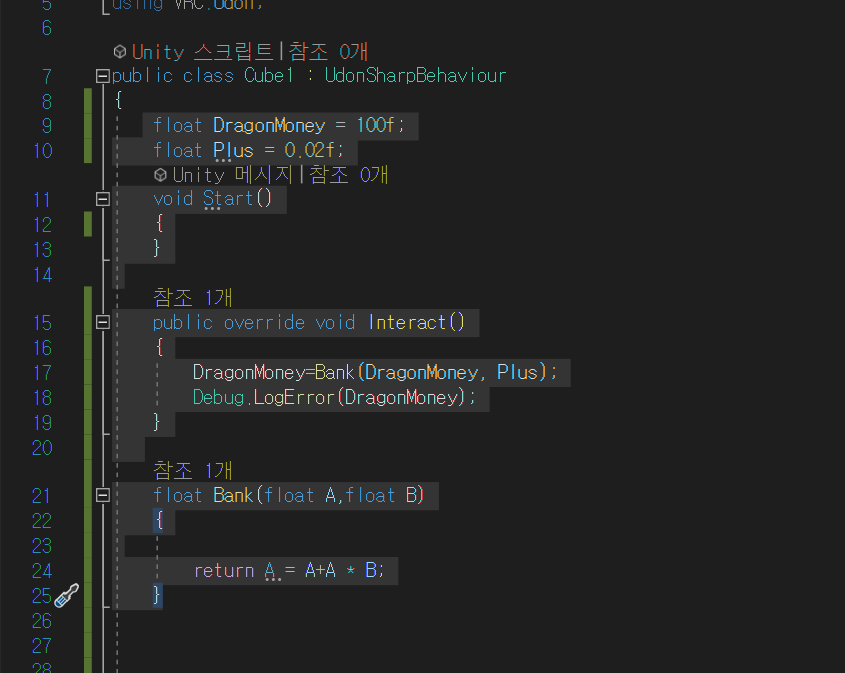 5 using VRC.Udon;
6
Unity 스크립트|참조 0개
7 public class Cube1 : UdonSharpBehaviour
8 {
9 float DragonMoney = 100f;
10 float Plus = 0.02f;
Unity 메시지|참조 0개
11 void Start()
12 {
13 }
14
참조 1개
15 public override void Interact()
16 {
17 DragonMoney=Bank(DragonMoney, Plus);
18 Debug.LogError(DragonMoney);
19 }
20
참조 1개
21 float Bank(float A,float B)
22 {
23
24 return A = A+A * B;
25 }
26
27
28